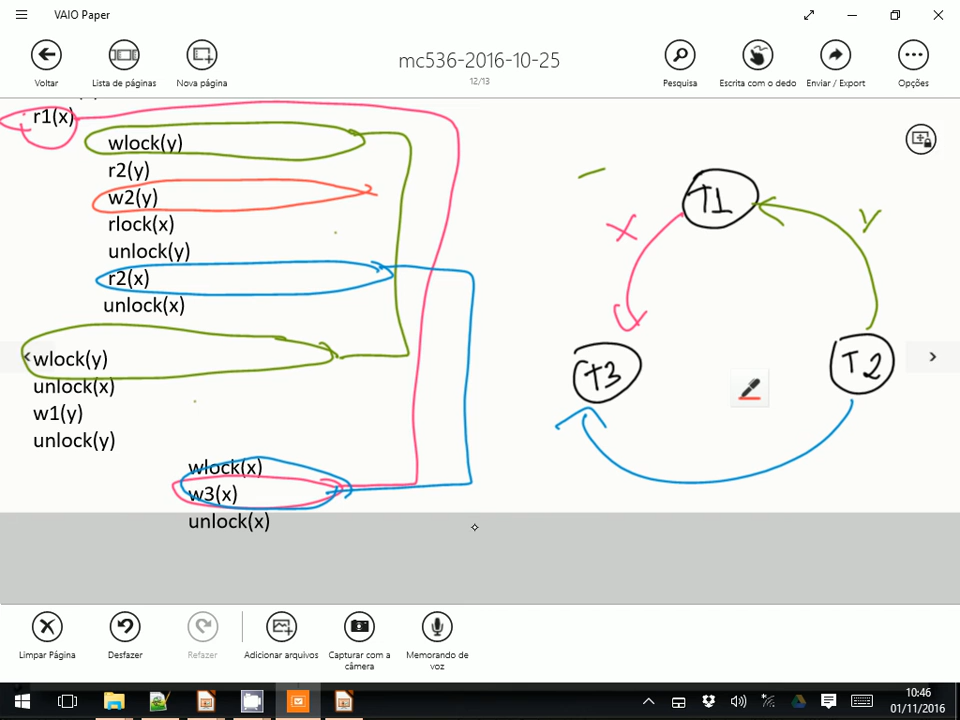 VAIO Paper
Voltar
Lista de páginas
Nova página
mc536-2016-10-25
12/13
Pesquisa
Escrita com o dedo
Enviar / Export
Opções
r1(x)
wlock(y)
r2(y)
w2(y)
rlock(x)
unlock(y)
r2(x)
unlock(x)
wlock(y)
unlock(x)
w1(y)
unlock(y)
wlock(x)
w3(x)
unlock(x)
T1
X
Y
T3
T2
Limpar Página
Desfazer
Refazer
Adicionar arquivos
Capturar com a
câmera
Memorando de
voz
10:46
01/11/2016